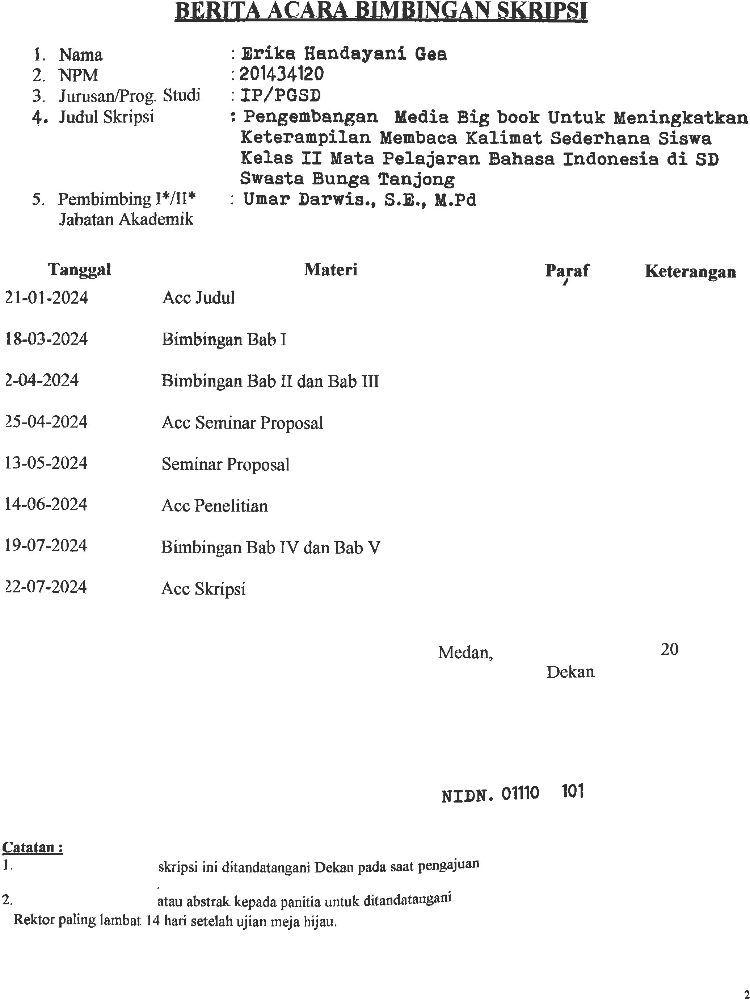 BERITA ACARA BIMBINGAN SKRIPSI
1. Nama : Erika Handayani Gea
2. NPM : 201434120
3. Jurusan/Prog. Studi : IP/PGSD
4. Judul Skripsi : Pengembangan Media Big book Untuk Meningkatkan
Keterampilan Membaca Kalimat Sederhana Siswa
Kelas II Mata Pelajaran Bahasa Indonesia di SD
Swasta Bunga Tanjong
5. Pembimbing I*/II* : Umar Darwis., S.E., M.Pd
Jabatan Akademik
Tanggal Materi Paraf Keterangan
21-01-2024 Acc Judul
18-03-2024 Bimbingan Bab I
2-04-2024 Bimbingan Bab II dan Bab III
25-04-2024 Acc Seminar Proposal
13-05-2024 Seminar Proposal
14-06-2024 Acc Penelitian
19-07-2024 Bimbingan Bab IV dan Bab V
22-07-2024 Acc Skripsi
Medan, 20
Dekan
NIDN. 01110 101
Catatan :
1. skripsi ini ditandatangani Dekan pada saat pengajuan
.
2. atau abstrak kepada panitia untuk ditandatangani
Rektor paling lambat 14 hari setelah ujian meja hijau.
2